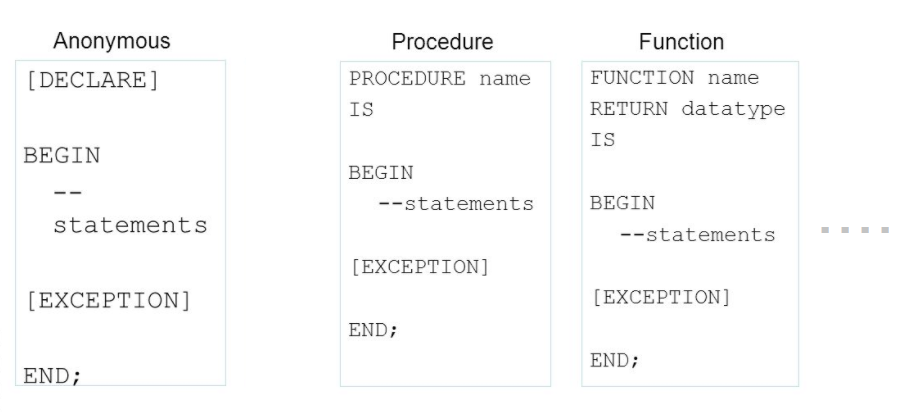 Anonymous
[DECLARE]
BEGIN
--
statements
[EXCEPTION]
END;
Procedure
PROCEDURE name
IS
BEGIN
--statements
[EXCEPTION]
END;
Function
FUNCTION name
RETURN datatype
IS
BEGIN
--statements
[EXCEPTION]
END;
....